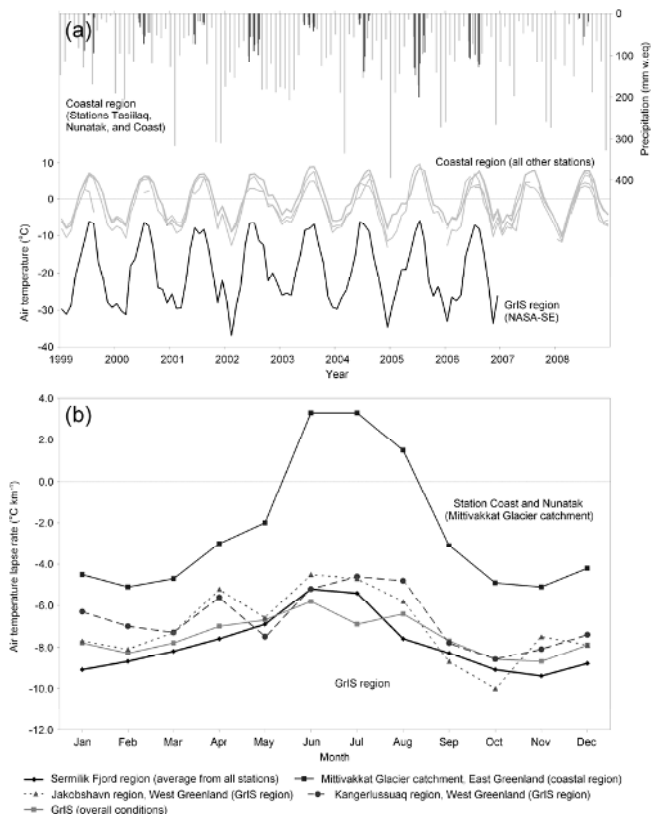 (a)
0
100
200
300
400
Precipitation (mm w.eq)
Coastal region
(Stations Tasiilaq,
Nunatak, and Coast)
Coastal region (all other stations)
10
0
-10
-20
-30
-40
Air temperature (°C)
GrIS region
(NASA-SE)
1999 2000 2001 2002 2003 2004 2005 2006 2007 2008
Year
(b)
4.0
2.0
0.0
-2.0
-4.0
-6.0
-8.0
-10.0
-12.0
Air temperature lapse rate (°C km⁻¹)
Station Coast and Nunatak
(Mittivakkat Glacier catchment)
GrIS region
Jan Feb Mar Apr May Jun Jul Aug Sep Oct Nov Dec
Month
Sermilik Fjord region (average from all stations) Mittivakkat Glacier catchment, East Greenland (coastal region)
Jakobshavn region, West Greenland (GrIS region) Kangerlussuaq region, West Greenland (GrIS region)
GrIS (overall conditions)